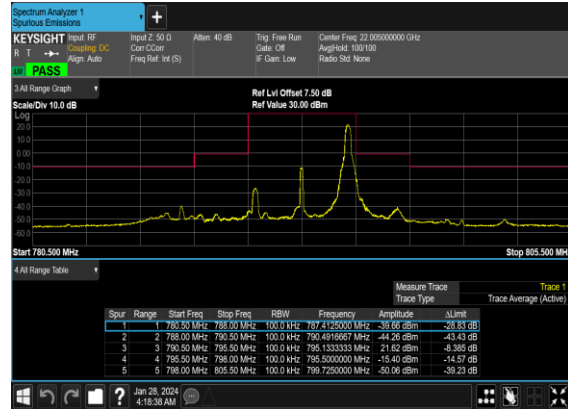 Spectrum Analyzer 1
Spurious Emissions
KEYSIGHT Input: RF Input Z: 50 Ω Atten: 40 dB Trig: Free Run Center Freq: 22.005000000 GHz
R T Coupling: DC Corr CCorr Gate: Off Avg|Hold: 100/100
Align: Auto Freq Ref: Int (S) IF Gain: Low Radio Std: None
PASS
3 All Range Graph
Ref Lvl Offset 7.50 dB
Scale/Div 10.0 dB Ref Value 30.00 dBm
Log
20.0
10.0
0.00
-10.0
-20.0
-30.0
-40.0
-50.0
-60.0
Start 780.500 MHz Stop 805.500 MHz
4 All Range Table
Measure Trace Trace 1
Trace Type Trace Average (Active)
Spur Range Start Freq Stop Freq RBW Frequency Amplitude ΔLimit
1 1 780.50 MHz 788.00 MHz 100.0 kHz 787.4125000 MHz -39.66 dBm -28.83 dB
2 2 788.00 MHz 790.50 MHz 100.0 kHz 790.4916667 MHz -44.26 dBm -43.43 dB
3 3 790.50 MHz 795.50 MHz 100.0 kHz 795.1333333 MHz 21.62 dBm -8.385 dB
4 4 795.50 MHz 798.00 MHz 100.0 kHz 795.5000000 MHz -15.40 dBm -14.57 dB
5 5 798.00 MHz 805.50 MHz 100.0 kHz 799.7250000 MHz -50.06 dBm -39.23 dB
Jan 28, 2024
4:18:38 AM